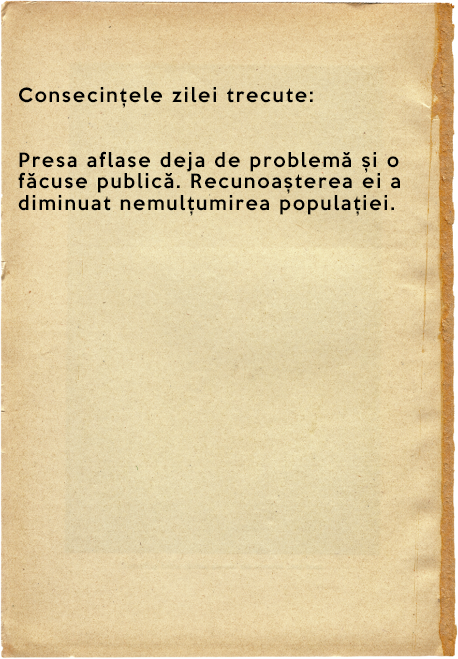 Consecințele zilei trecute:
Presa aflase deja de problemă și o
făcuse publică. Recunoașterea ei a
diminuat nemulțumirea populației.